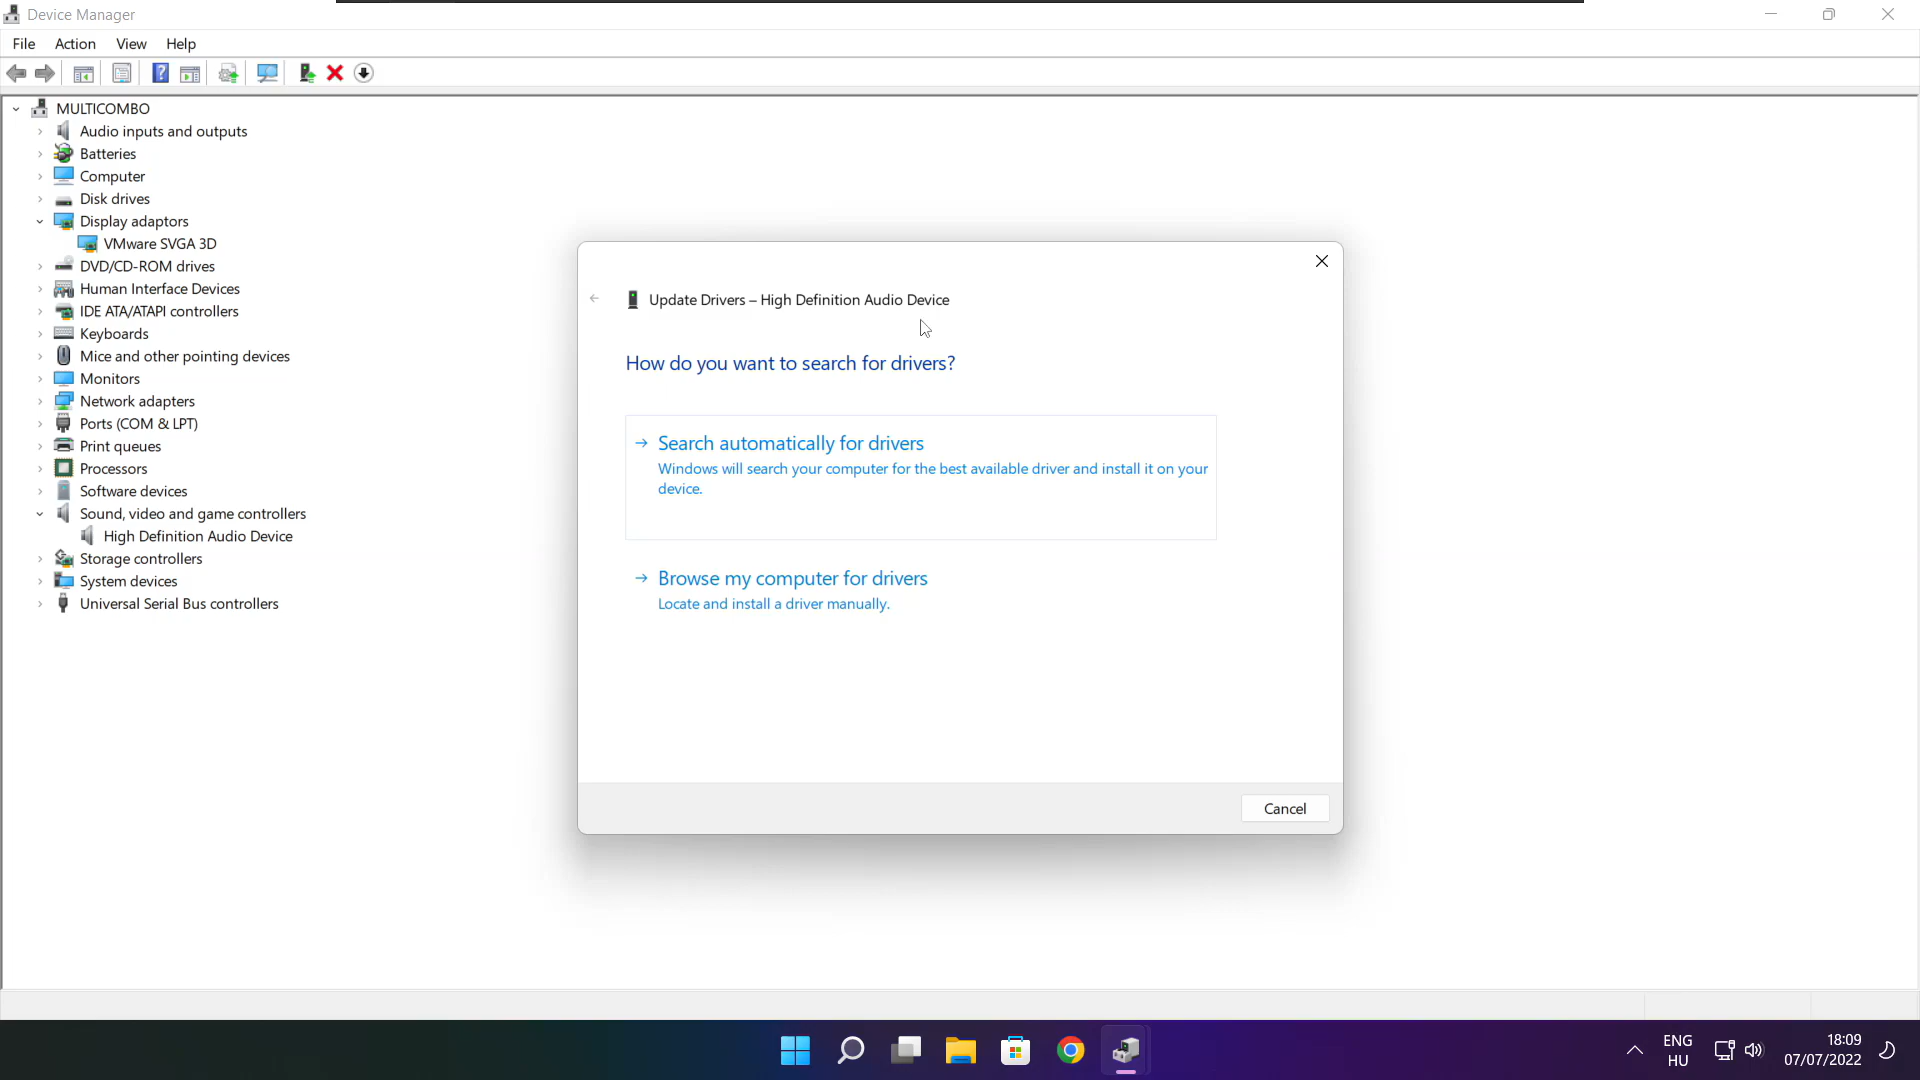 Device Manager
File Action View Help
MULTICOMBO
Audio inputs and outputs
Batteries
Computer
Disk drives
Display adaptors
VMware SVGA 3D
DVD/CD-ROM drives
Human Interface Devices
IDE ATA/ATAPI controllers
Keyboards
Mice and other pointing devices
Monitors
Network adapters
Ports (COM & LPT)
Print queues
Processors
Software devices
Sound, video and game controllers
High Definition Audio Device
Storage controllers
System devices
Universal Serial Bus controllers
Update Drivers – High Definition Audio Device
How do you want to search for drivers?
Search automatically for drivers
Windows will search your computer for the best available driver and install it on your
device.
Browse my computer for drivers
Locate and install a driver manually.
Cancel
ENG
HU
18:09
07/07/2022